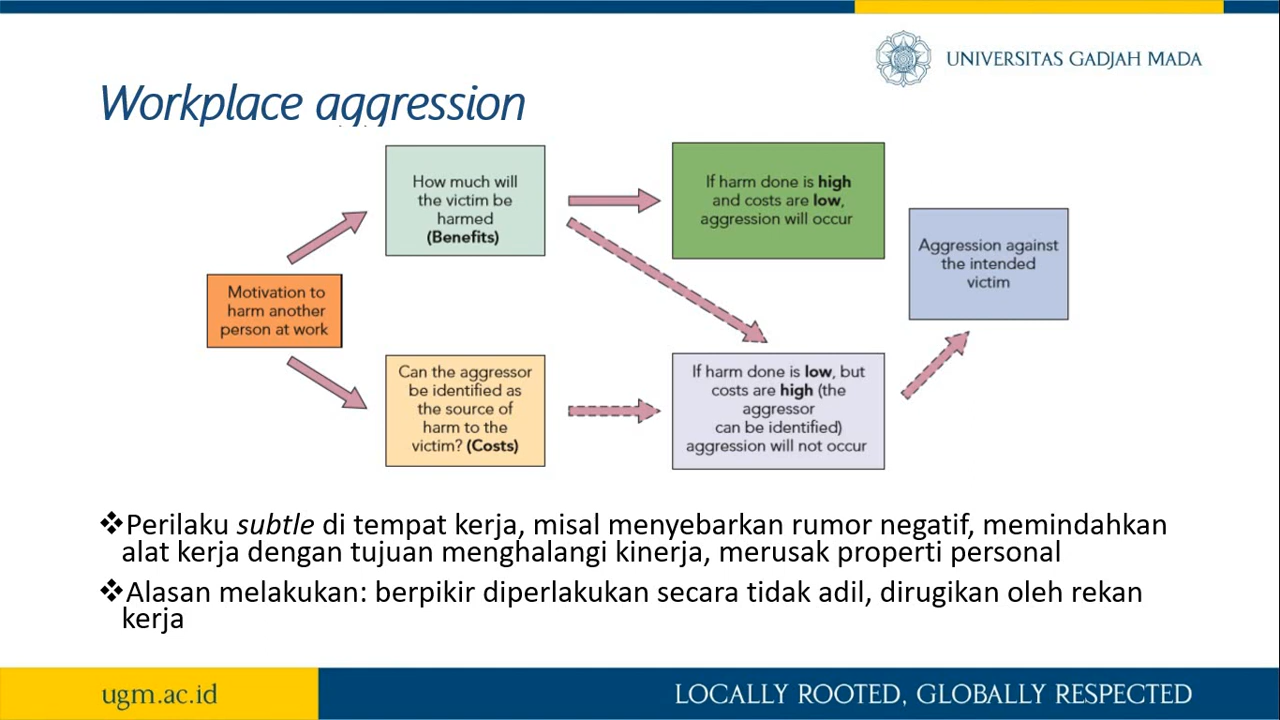 UNIVERSITAS GADJAH MADA
Workplace aggression
How much will
the victim be
harmed
(Benefits)
If harm done is high
and costs are low,
aggression will occur
Aggression against
the intended
victim
Motivation to
harm another
person at work
Can the aggressor
be identified as
the source of
harm to the
victim? (Costs)
If harm done is low, but
costs are high (the
aggressor
can be identified)
aggression will not occur
❖Perilaku subtle di tempat kerja, misal menyebarkan rumor negatif, memindahkan
alat kerja dengan tujuan menghalangi kinerja, merusak properti personal
❖Alasan melakukan: berpikir diperlakukan secara tidak adil, dirugikan oleh rekan
kerja
ugm.ac.id
LOCALLY ROOTED, GLOBALLY RESPECTED